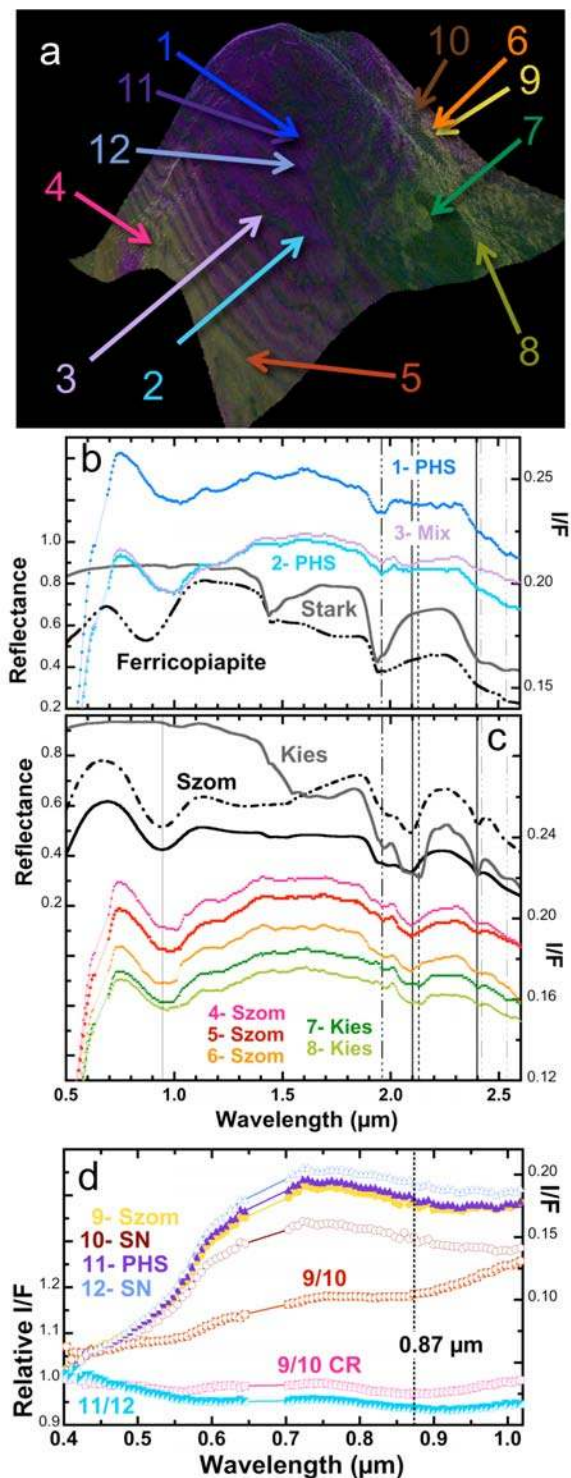 a
1
11
12
4
3
2
5
10
6
9
7
8
b
1- PHS
3- Mix
2- PHS
Stark
Ferricopiapite
Reflectance
1.0
0.8
0.6
0.4
0.2
I/F
0.25
0.20
0.15
c
Kies
Szom
Reflectance
0.8
0.6
0.4
0.2
I/F
0.24
0.20
0.16
0.12
4- Szom
5- Szom
6- Szom
7- Kies
8- Kies
0.5 1.0 1.5 2.0 2.5
Wavelength (µm)
d
9- Szom
10- SN
11- PHS
12- SN
9/10
0.87 µm
9/10 CR
11/12
Relative I/F
1.2
1.1
1.0
0.9
I/F
0.20
0.15
0.10
0.4 0.5 0.6 0.7 0.8 0.9 1.0
Wavelength (µm)